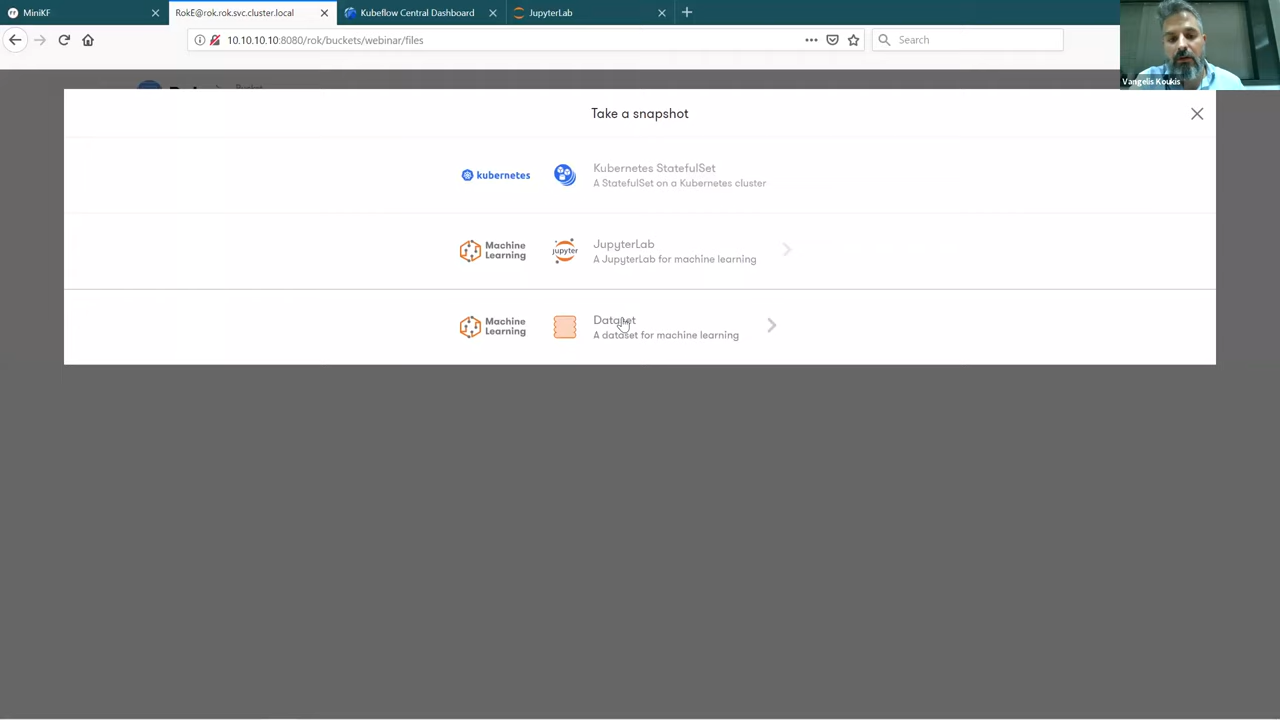 MiniKF
RokE@rok.rok.svc.cluster.local
Kubeflow Central Dashboard
JupyterLab
10.10.10.10:8080/rok/buckets/webinar/files
Search
Vangelis Koukis
Bucket
Take a snapshot
kubernetes
Kubernetes StatefulSet
A StatefulSet on a Kubernetes cluster
Machine
Learning
jupyter
JupyterLab
A JupyterLab for machine learning
Machine
Learning
Dataset
A dataset for machine learning